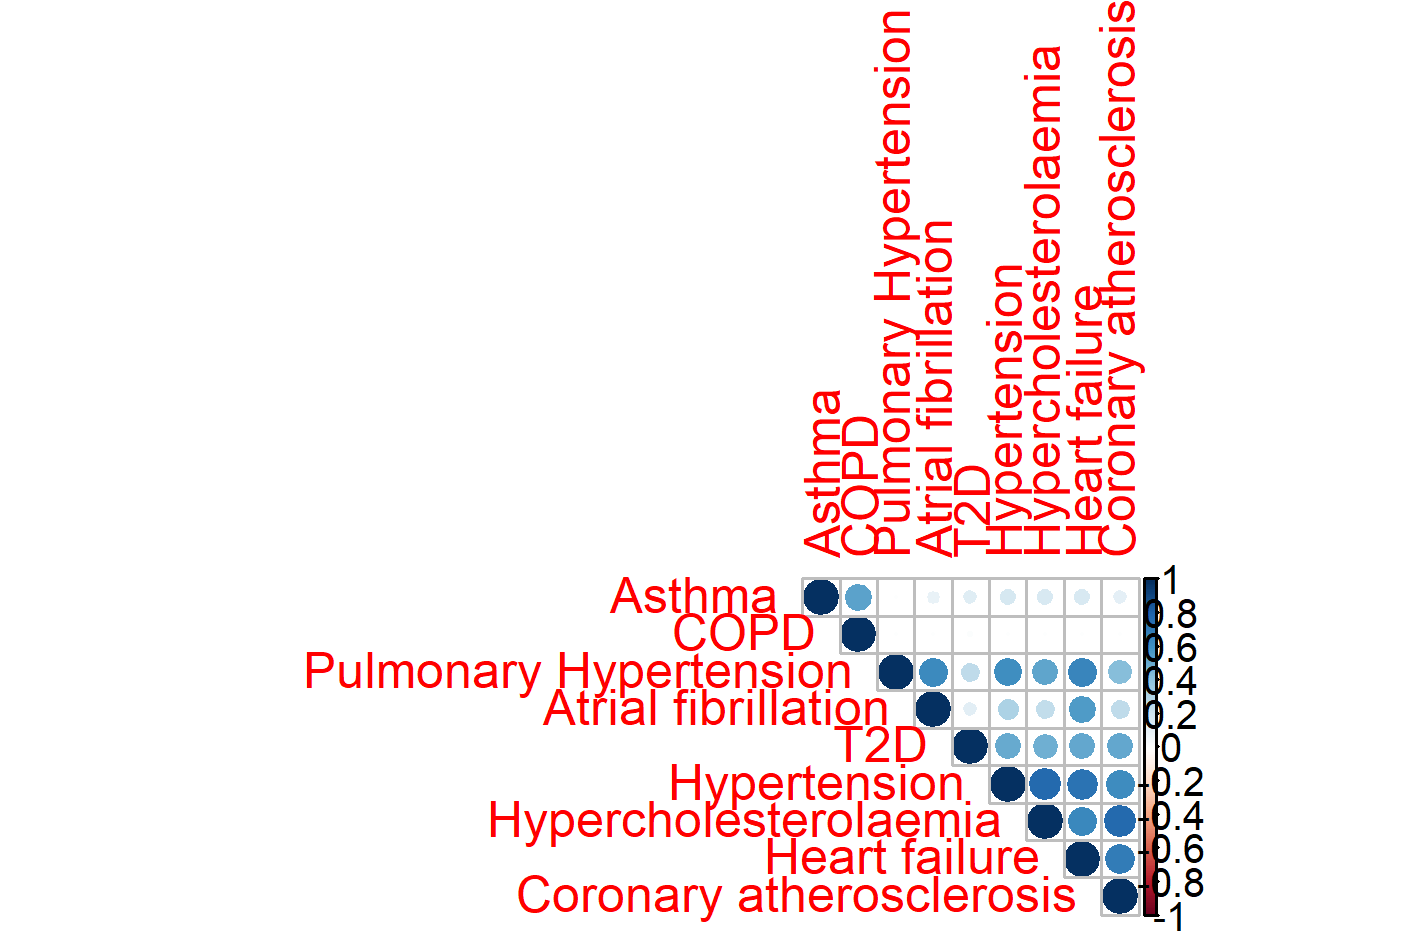 Asthma
COPD
Pulmonary Hypertension
Atrial fibrillation
T2D
Hypertension
Hypercholesterolaemia
Heart failure
Coronary atherosclerosis
Asthma
COPD
Pulmonary Hypertension
Atrial fibrillation
T2D
Hypertension
Hypercholesterolaemia
Heart failure
Coronary atherosclerosis
1
0.8
0.6
0.4
0.2
0
-0.2
-0.4
-0.6
-0.8
-1